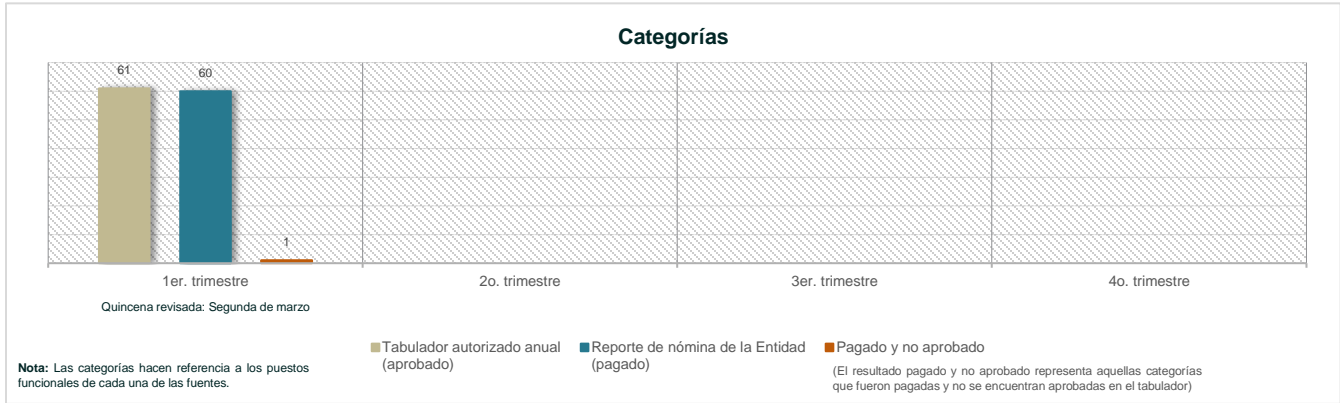 Categorías
61
60
1
1er. trimestre
2o. trimestre
3er. trimestre
4o. trimestre
Quincena revisada: Segunda de marzo
Tabulador autorizado anual
(aprobado)
Reporte de nómina de la Entidad
(pagado)
Pagado y no aprobado
(El resultado pagado y no aprobado representa aquellas categorías
que fueron pagadas y no se encuentran aprobadas en el tabulador)
Nota: Las categorías hacen referencia a los puestos
funcionales de cada una de las fuentes.